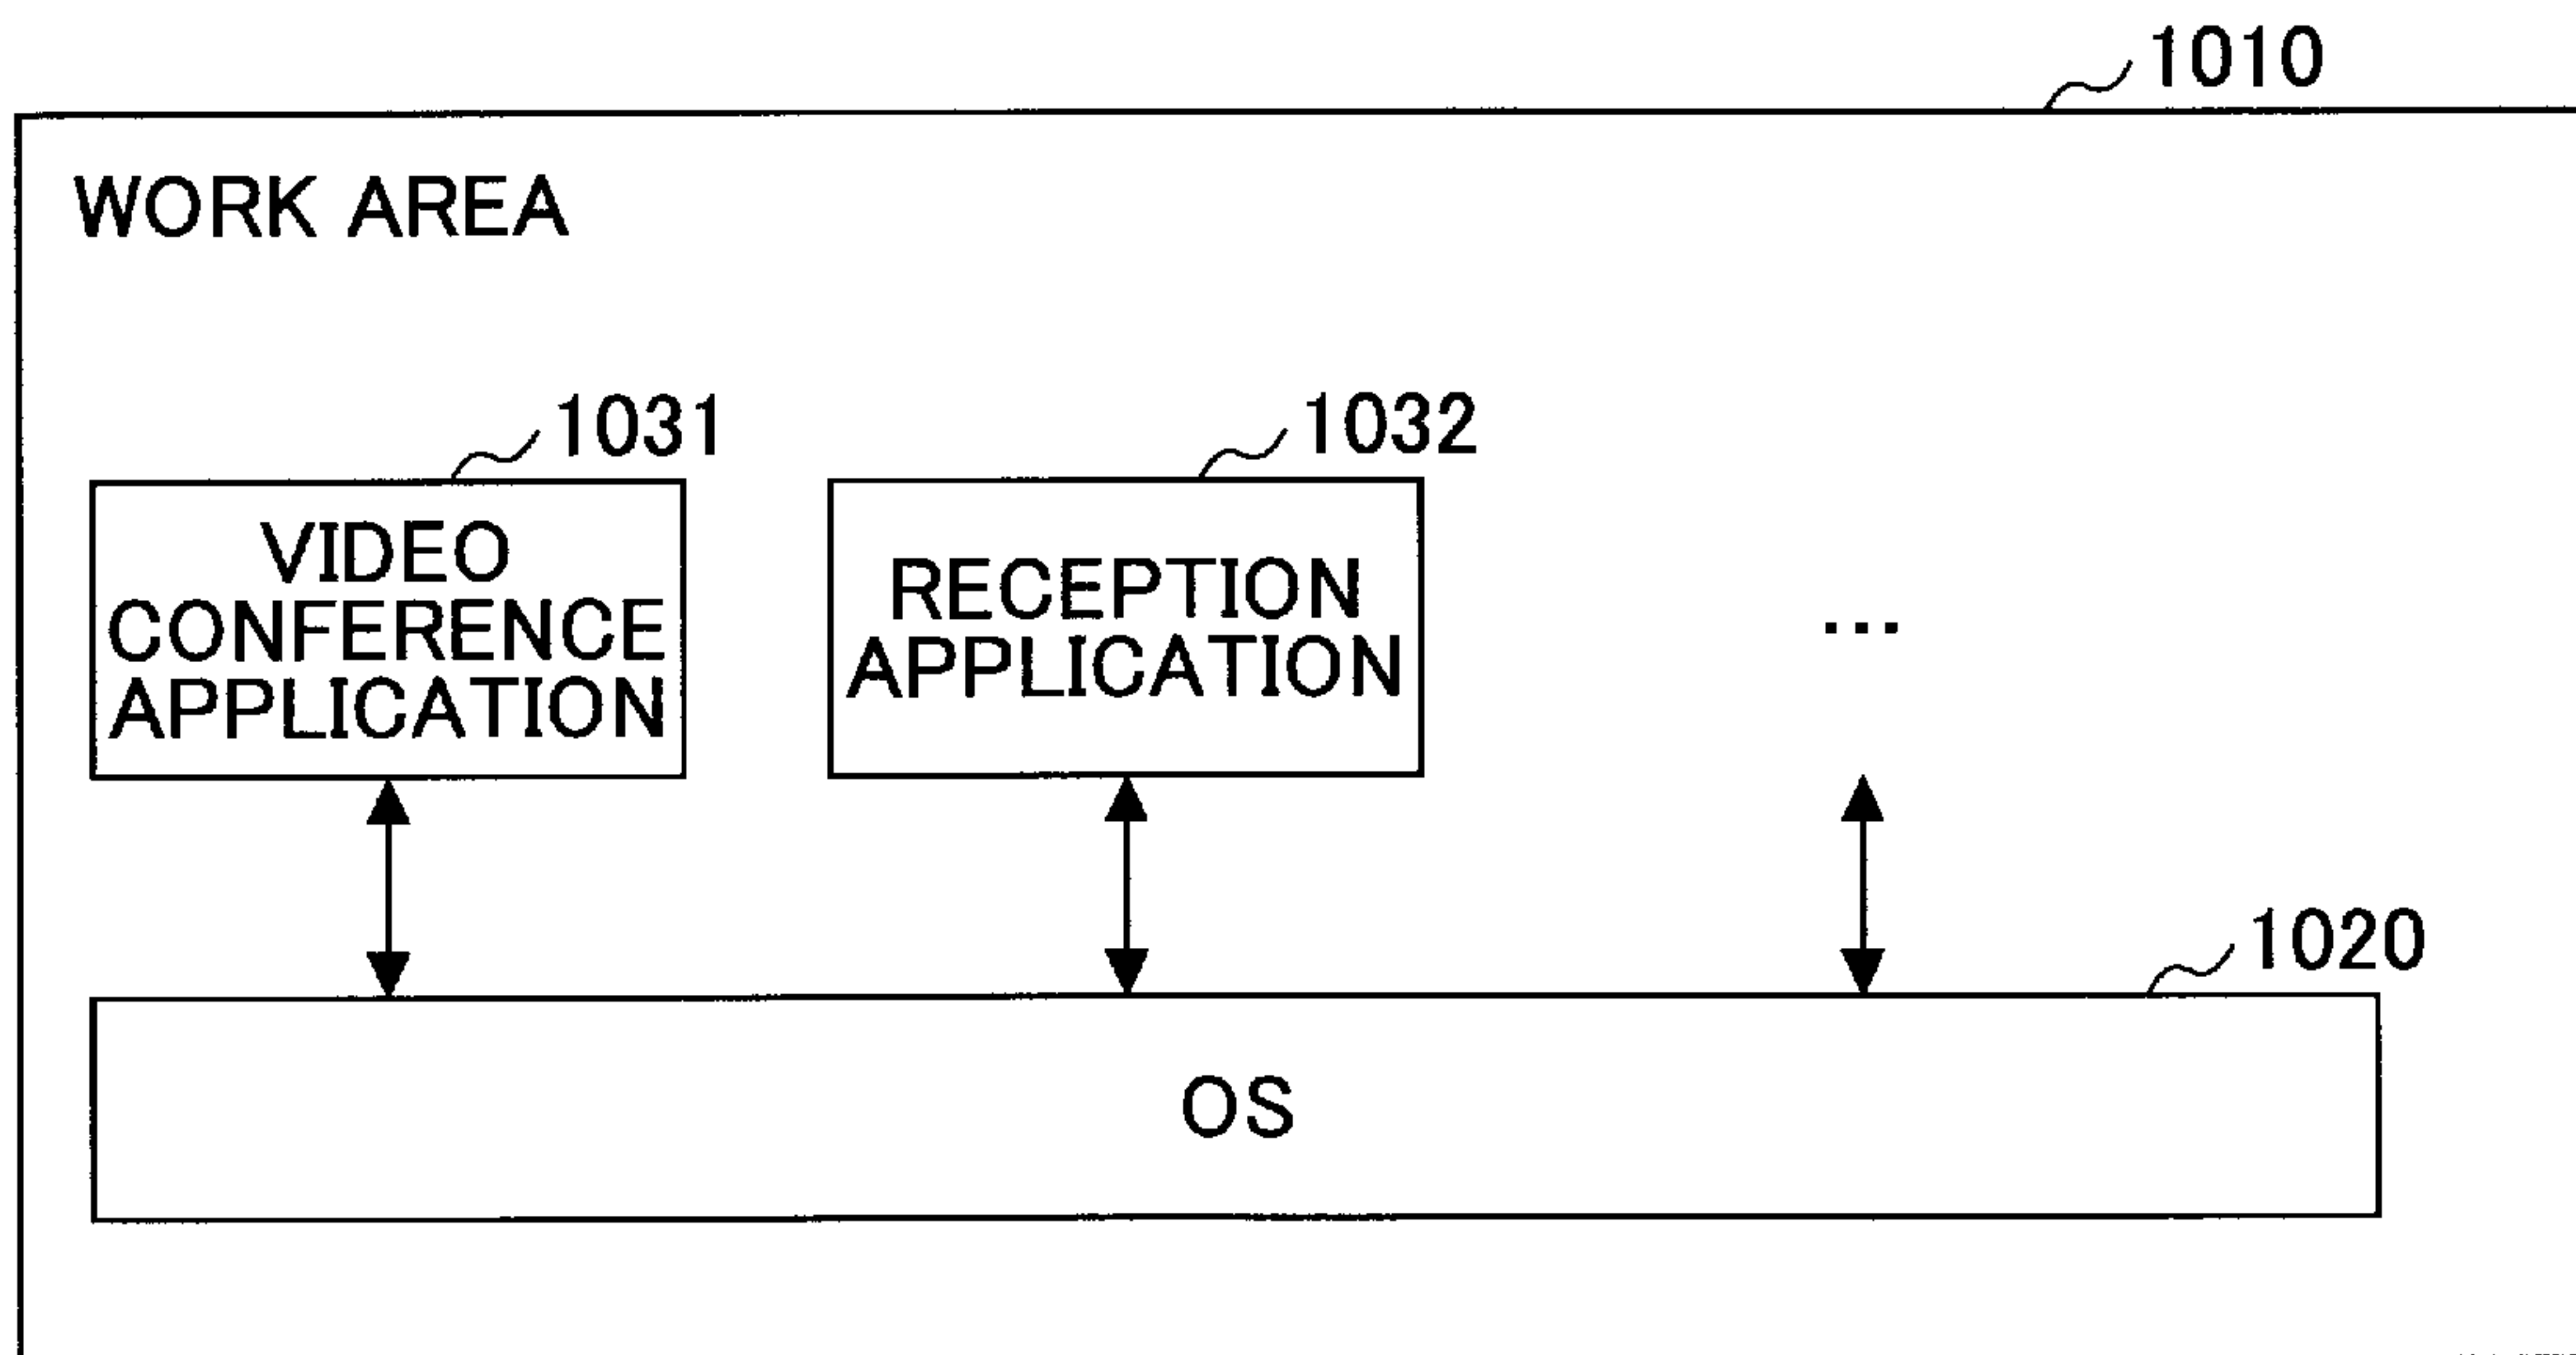 1010
WORK AREA
1031
1032
VIDEO
CONFERENCE
APPLICATION
RECEPTION
APPLICATION
...
1020
OS